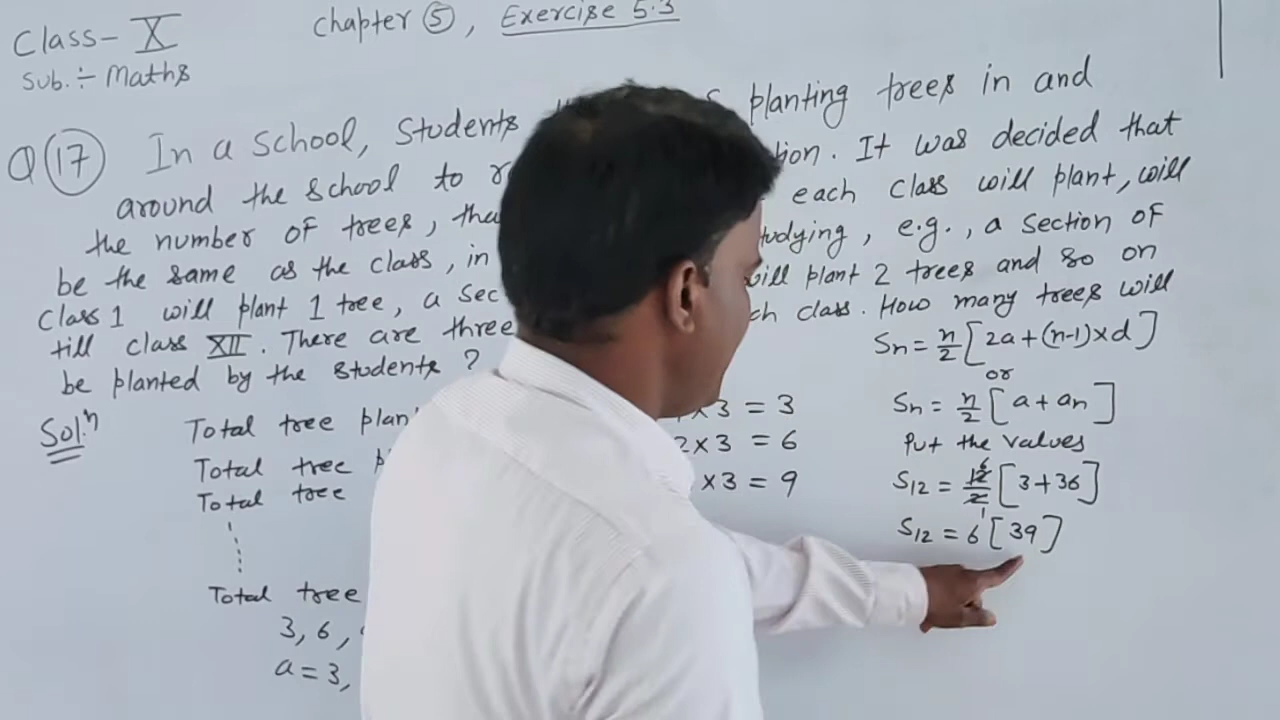 Class - X
Chapter 5, Exercise 5.3
Sub. ÷ Maths
Q 17 In a School, Students planting trees in and
around the school to tion. It was decided that
the number of trees, each class will plant, will
be the same as the class, in studying, e.g., a section of
Class 1 will plant 1 tree, a sec will plant 2 trees and so on
till class XII. There are three ch class. How many trees will
be planted by the students ?
Sol.ⁿ
Total tree plan ×3 = 3
Total tree 2×3 = 6
Total tree ×3 = 9
Total tree
3, 6,
a = 3,
Sn = n/2 [2a + (n-1)×d]
or
Sn = n/2 [a + an]
Put the values
S12 = 12/2 [3+36]
S12 = 6 [39]